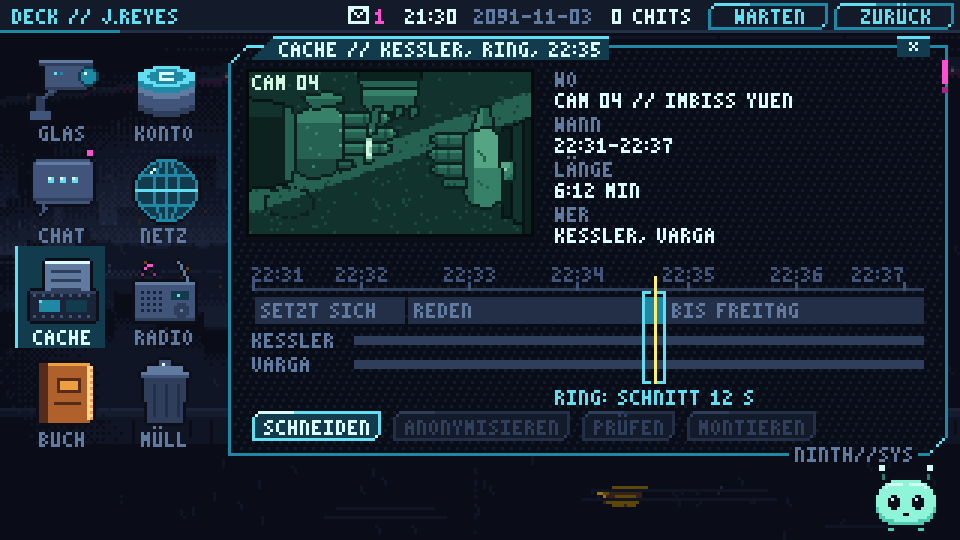 DECK // J.REYES
1 21:30 2091-11-03 0 CHITS
WARTEN
ZURÜCK
CACHE // KESSLER, RING, 22:35
x
CAM 04
GLAS
KONTO
CHAT
NETZ
CACHE
RADIO
BUCH
MÜLL
WO
CAM 04 // IMBISS YUEN
WANN
22:31-22:37
LÄNGE
6:12 MIN
WER
KESSLER, VARGA
22:31 22:32 22:33 22:34 22:35 22:36 22:37
SETZT SICH
REDEN
BIS FREITAG
KESSLER
VARGA
RING: SCHNITT 12 S
SCHNEIDEN
ANONYMISIEREN
PRÜFEN
MONTIEREN
NINTH//SYS